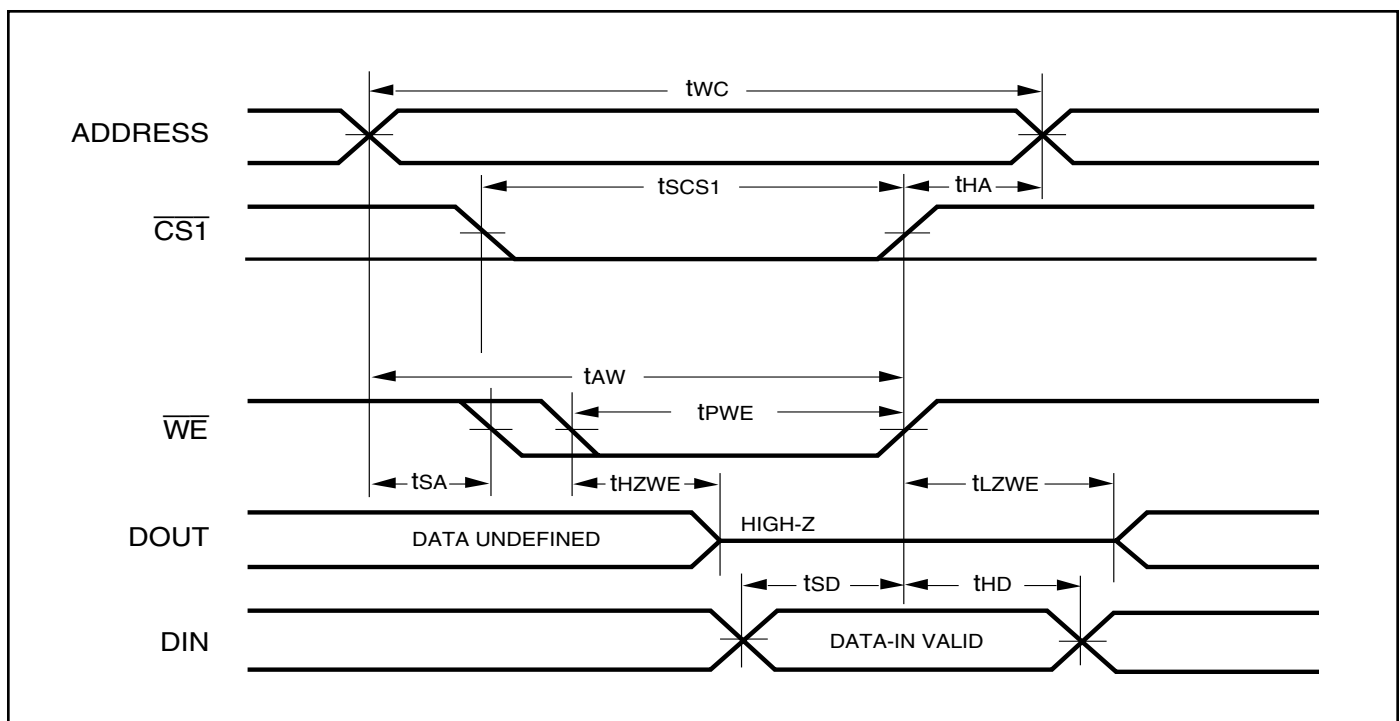 tWC
ADDRESS
tSCS1
tHA
CS1
tAW
WE
tPWE
tSA
tHZWE
tLZWE
DOUT
DATA UNDEFINED
HIGH-Z
tSD
tHD
DIN
DATA-IN VALID